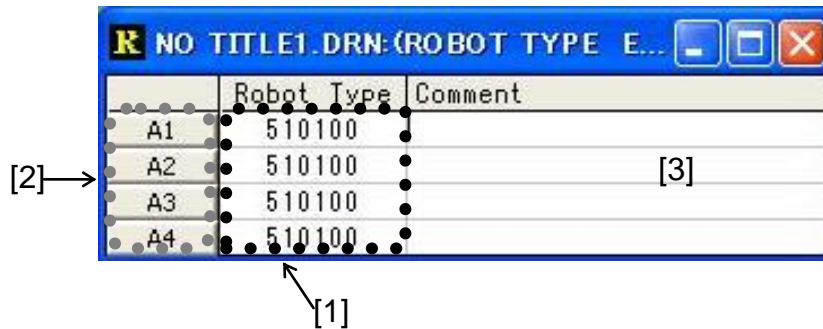 R NO TITLE1.DRN:(ROBOT TYPE E...
Robot Type Comment
A1 510100
A2 510100
A3 510100
A4 510100
[2]
[3]
[1]